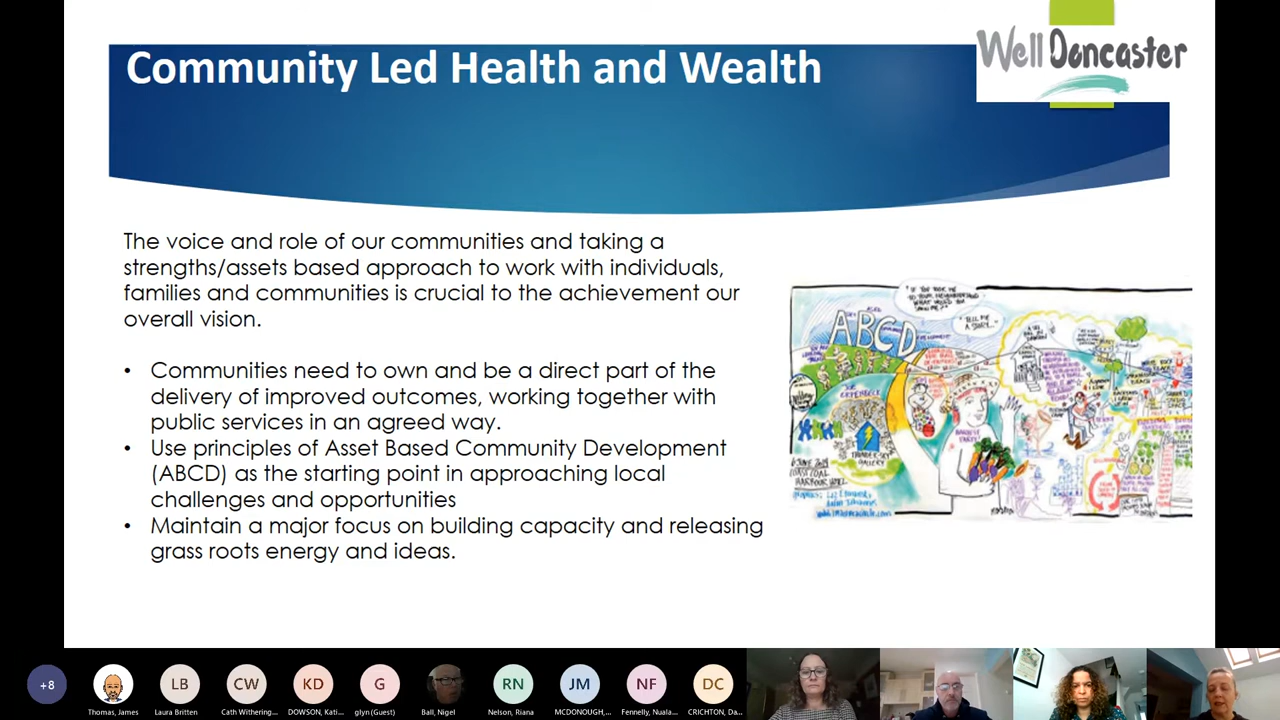 Community Led Health and Wealth
Well Doncaster
The voice and role of our communities and taking a
strengths/assets based approach to work with individuals,
families and communities is crucial to the achievement our
overall vision.
• Communities need to own and be a direct part of the
delivery of improved outcomes, working together with
public services in an agreed way.
• Use principles of Asset Based Community Development
(ABCD) as the starting point in approaching local
challenges and opportunities
• Maintain a major focus on building capacity and releasing
grass roots energy and ideas.
ABCD
"TELL ME
A STORY..."
HARBOUR HOTEL
+8
Thomas, James
LB
Laura Britten
CW
Cath Withering...
KD
DOWSON, Kati...
G
glyn (Guest)
Ball, Nigel
RN
Nelson, Riana
JM
MCDONOUGH,...
NF
Fennelly, Nuala...
DC
CRICHTON, Da...